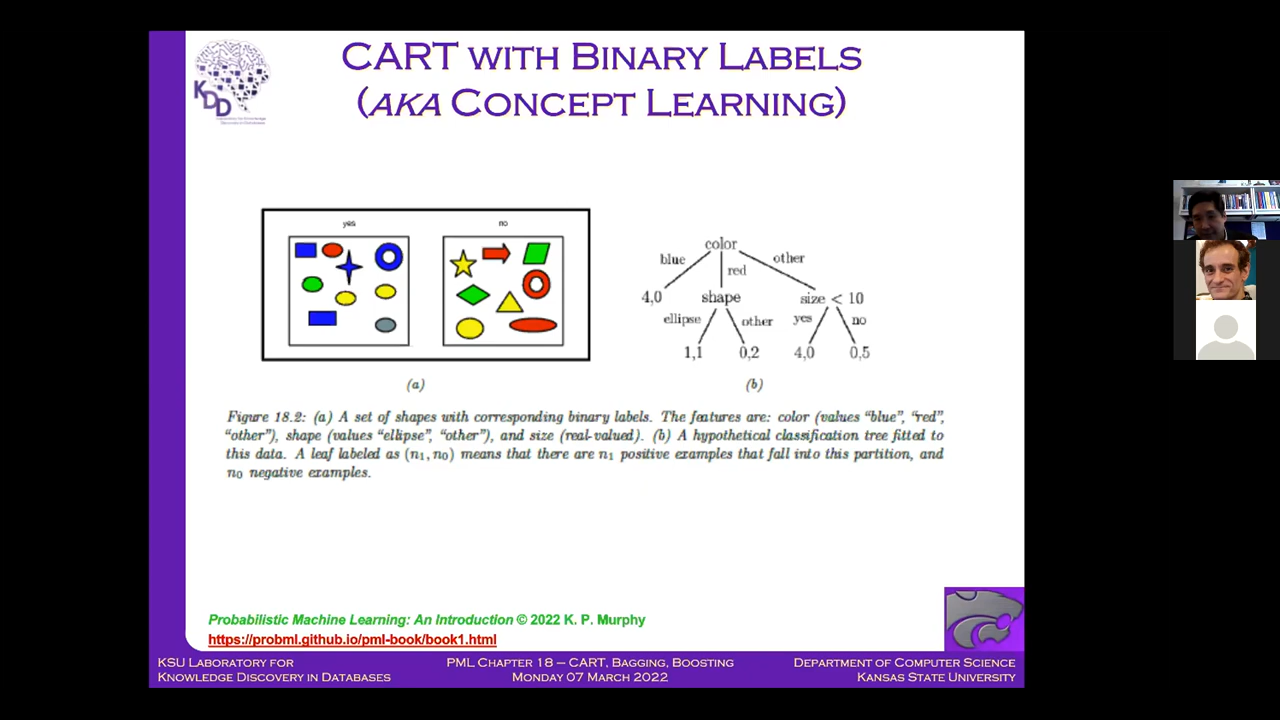 CART WITH BINARY LABELS
(AKA CONCEPT LEARNING)
KDD
yes
no
color
blue
red
other
4,0
shape
size < 10
ellipse
other
yes
no
1,1
0,2
4,0
0,5
(a)
(b)
Figure 18.2: (a) A set of shapes with corresponding binary labels. The features are: color (values “blue”, “red”,
“other”), shape (values “ellipse”, “other”), and size (real-valued). (b) A hypothetical classification tree fitted to
this data. A leaf labeled as (n₁, n₀) means that there are n₁ positive examples that fall into this partition, and
n₀ negative examples.
Probabilistic Machine Learning: An Introduction © 2022 K. P. Murphy
https://probml.github.io/pml-book/book1.html
KSU LABORATORY FOR
KNOWLEDGE DISCOVERY IN DATABASES
PML CHAPTER 18 – CART, BAGGING, BOOSTING
MONDAY 07 MARCH 2022
DEPARTMENT OF COMPUTER SCIENCE
KANSAS STATE UNIVERSITY